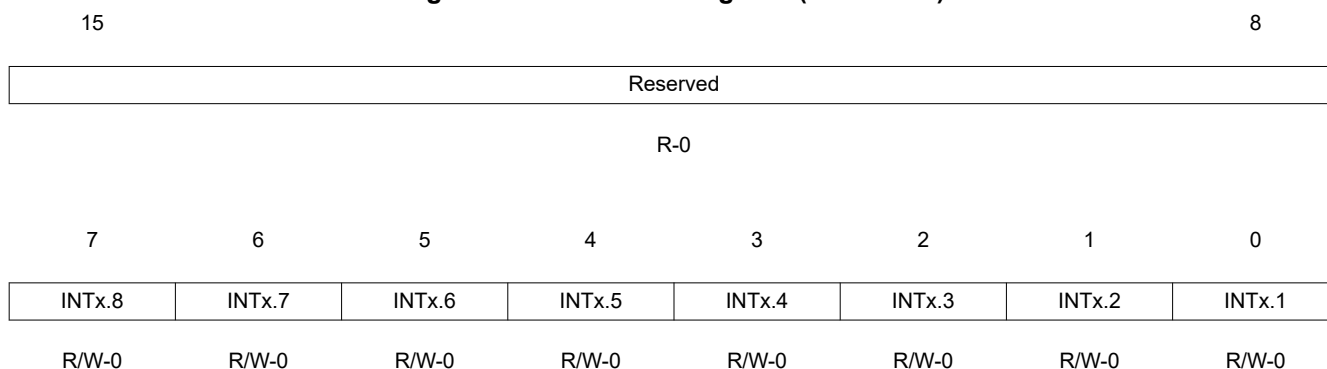 15 8
Reserved
R-0
7 6 5 4 3 2 1 0
INTx.8 INTx.7 INTx.6 INTx.5 INTx.4 INTx.3 INTx.2 INTx.1
R/W-0 R/W-0 R/W-0 R/W-0 R/W-0 R/W-0 R/W-0 R/W-0